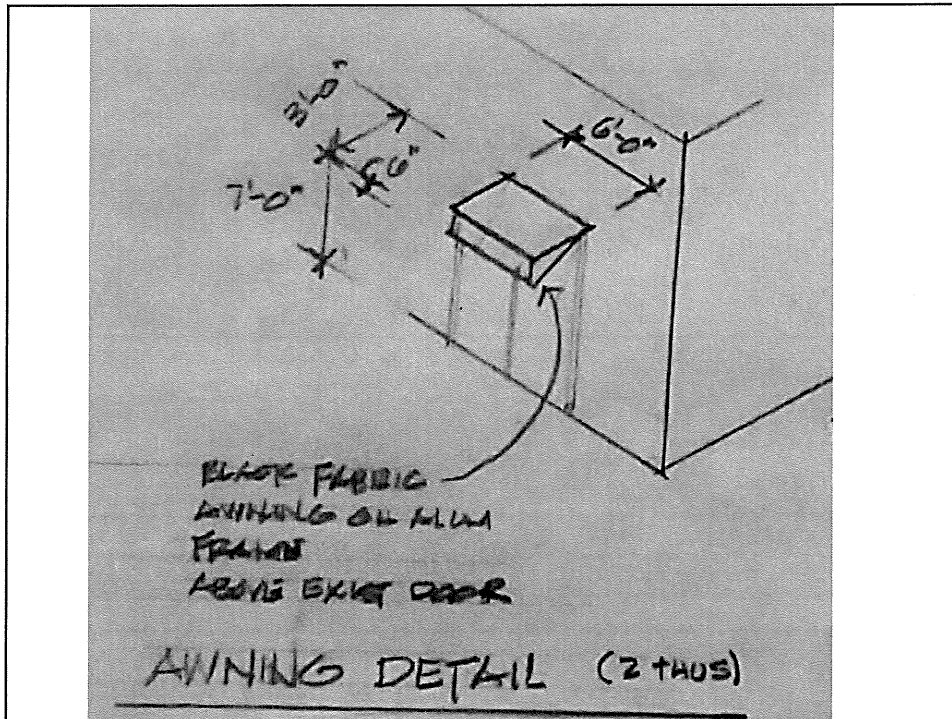 3'-0"
6'-0"
6"
7'-0"
BLACK FABRIC
AWNING ON ALUM
FRAME
ABOVE EXIST DOOR
AWNING DETAIL (2 THUS)